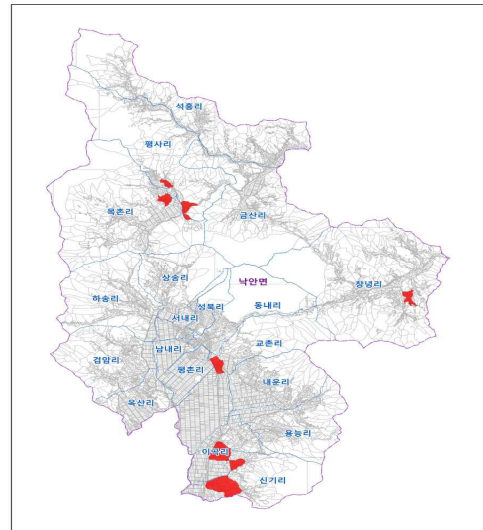 석흥리
평사리
목촌리
금산리
상송리
낙안면
창녕리
하송리
성북리
동내리
서내리
남내리
교촌리
검암리
평촌리
내운리
옥산리
용능리
이곡리
신기리